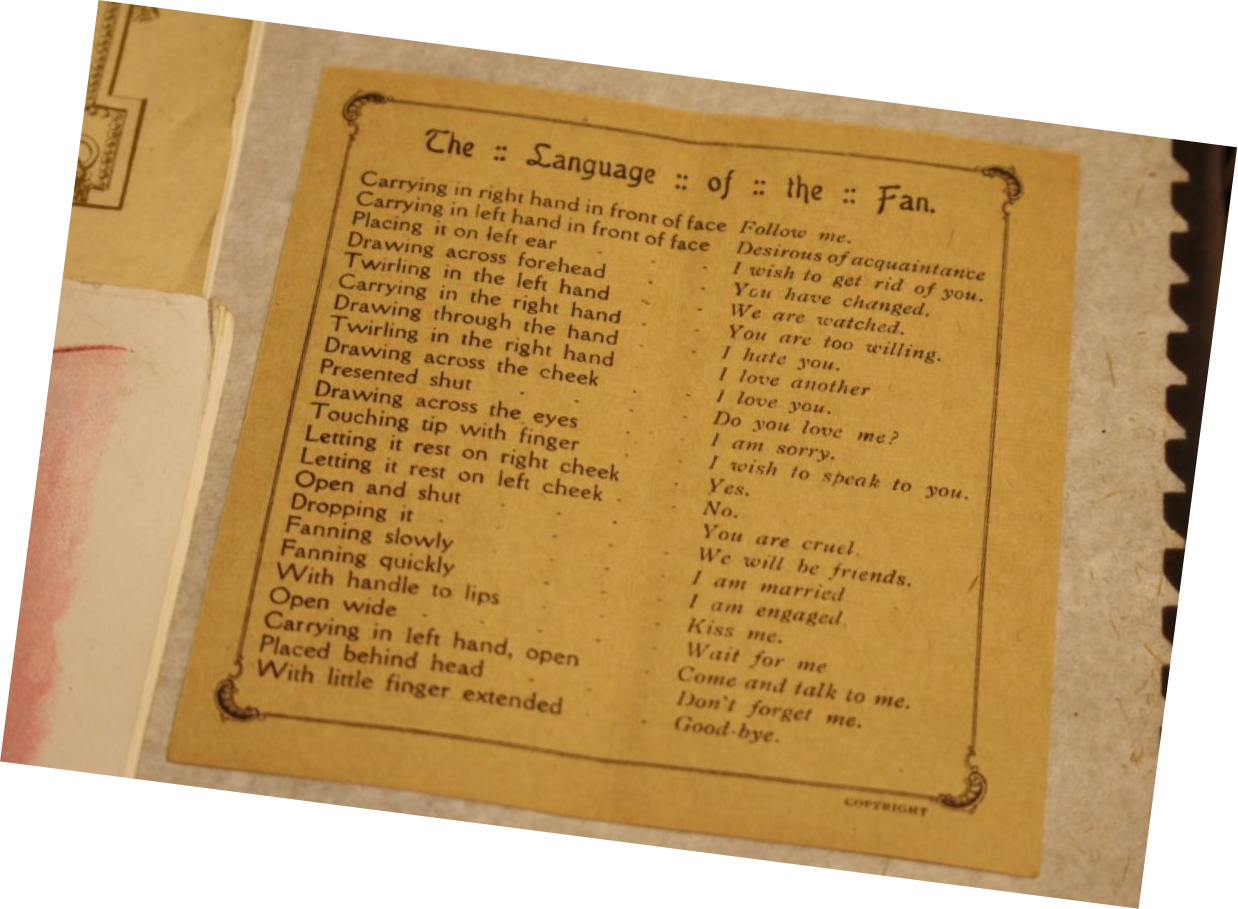 The :: Language :: of :: the :: Fan.
Carrying in right hand in front of face Follow me.
Carrying in left hand in front of face Desirous of acquaintance
Placing it on left ear I wish to get rid of you.
Drawing across forehead You have changed.
Twirling in the left hand We are watched.
Carrying in the right hand You are too willing.
Drawing through the hand I hate you.
Twirling in the right hand I love another
Drawing across the cheek I love you.
Presented shut Do you love me?
Drawing across the eyes I am sorry.
Touching tip with finger I wish to speak to you.
Letting it rest on right cheek Yes.
Letting it rest on left cheek No.
Open and shut You are cruel.
Dropping it We will be friends.
Fanning slowly I am married
Fanning quickly I am engaged.
With handle to lips Kiss me.
Open wide Wait for me
Carrying in left hand, open Come and talk to me.
Placed behind head Don't forget me.
With little finger extended Good-bye.
COPYRIGHT